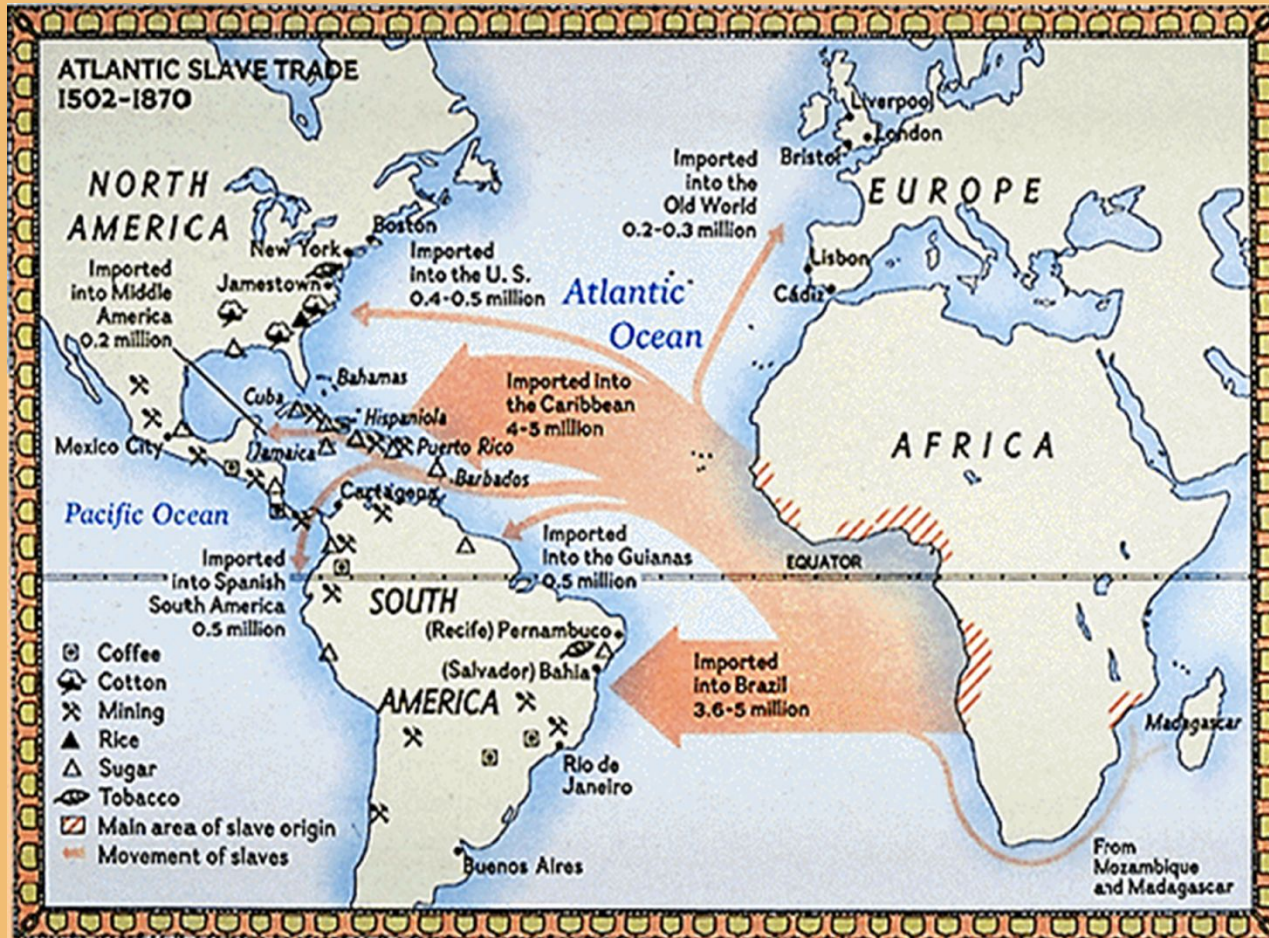 ATLANTIC SLAVE TRADE
1502-1870
NORTH
AMERICA
Boston
New York
Jamestown
Imported
into Middle
America
0.2 million
Imported
into the U. S.
0.4-0.5 million
Atlantic
Ocean
Imported
into the
Old World
0.2-0.3 million
Liverpool
London
Bristol
EUROPE
Lisbon
Cádiz
Bahamas
Cuba
Hispaniola
Jamaica
Puerto Rico
Barbados
Mexico City
Cartagena
Imported into
the Caribbean
4-5 million
AFRICA
Pacific Ocean
Imported
into Spanish
South America
0.5 million
Imported
Into the Guianas
0.5 million
EQUATOR
SOUTH
AMERICA
(Recife) Pernambuco
(Salvador) Bahia
Imported
into Brazil
3.6-5 million
Rio de
Janeiro
Buenos Aires
Madagascar
From
Mozambique
and Madagascar
Coffee
Cotton
Mining
Rice
Sugar
Tobacco
Main area of slave origin
Movement of slaves